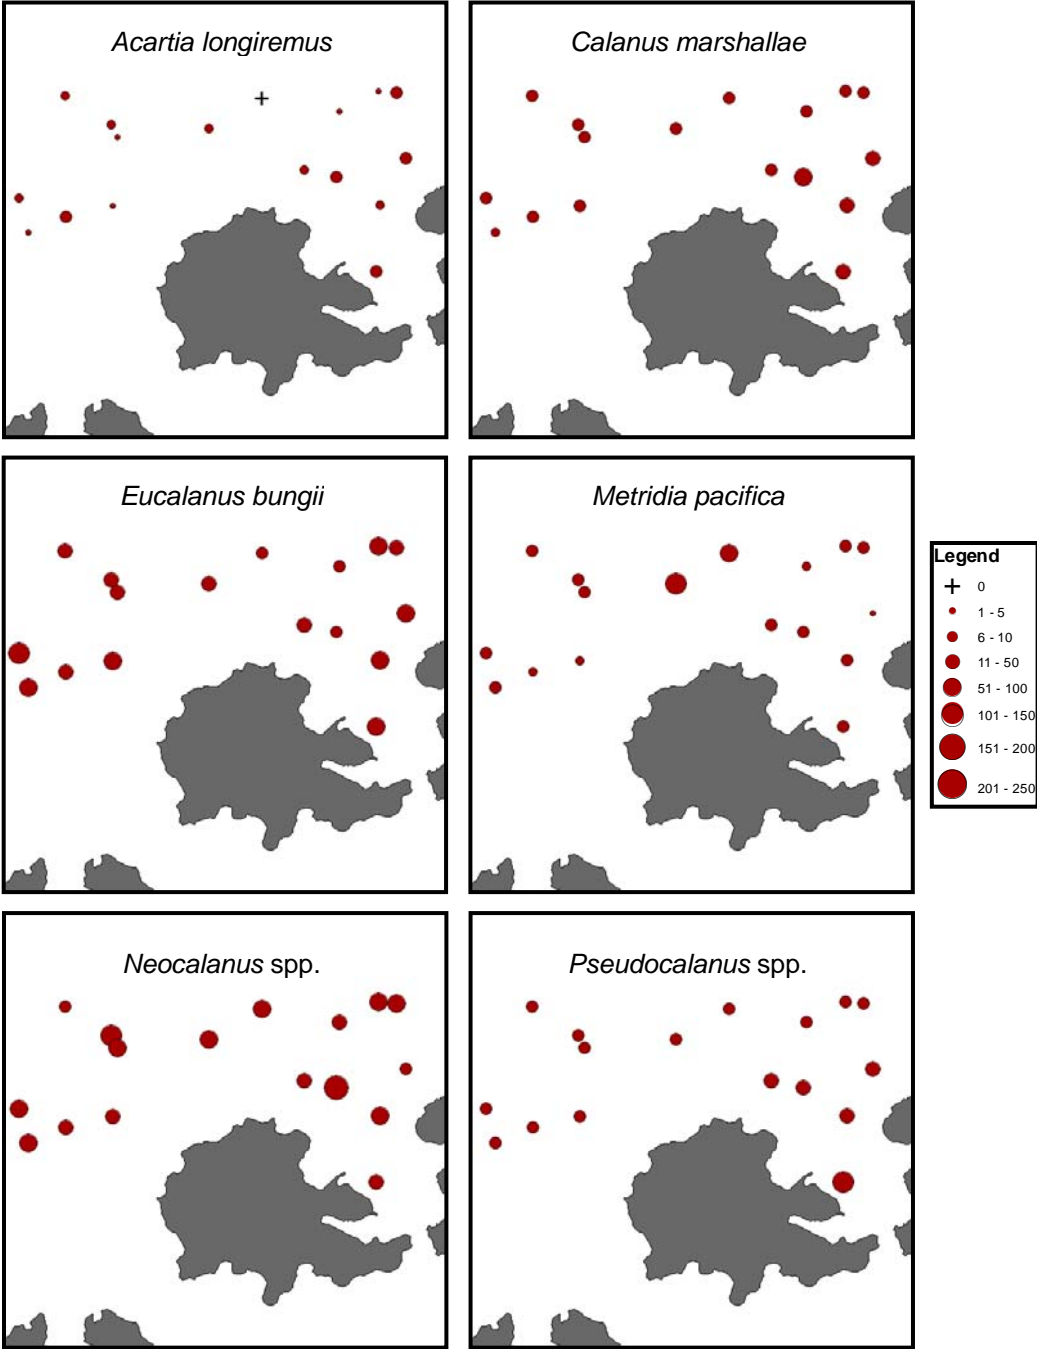 Acartia longiremus
Calanus marshallae
Eucalanus bungii
Metridia pacifica
Legend
0
1 - 5
6 - 10
11 - 50
51 - 100
101 - 150
151 - 200
201 - 250
Neocalanus spp.
Pseudocalanus spp.